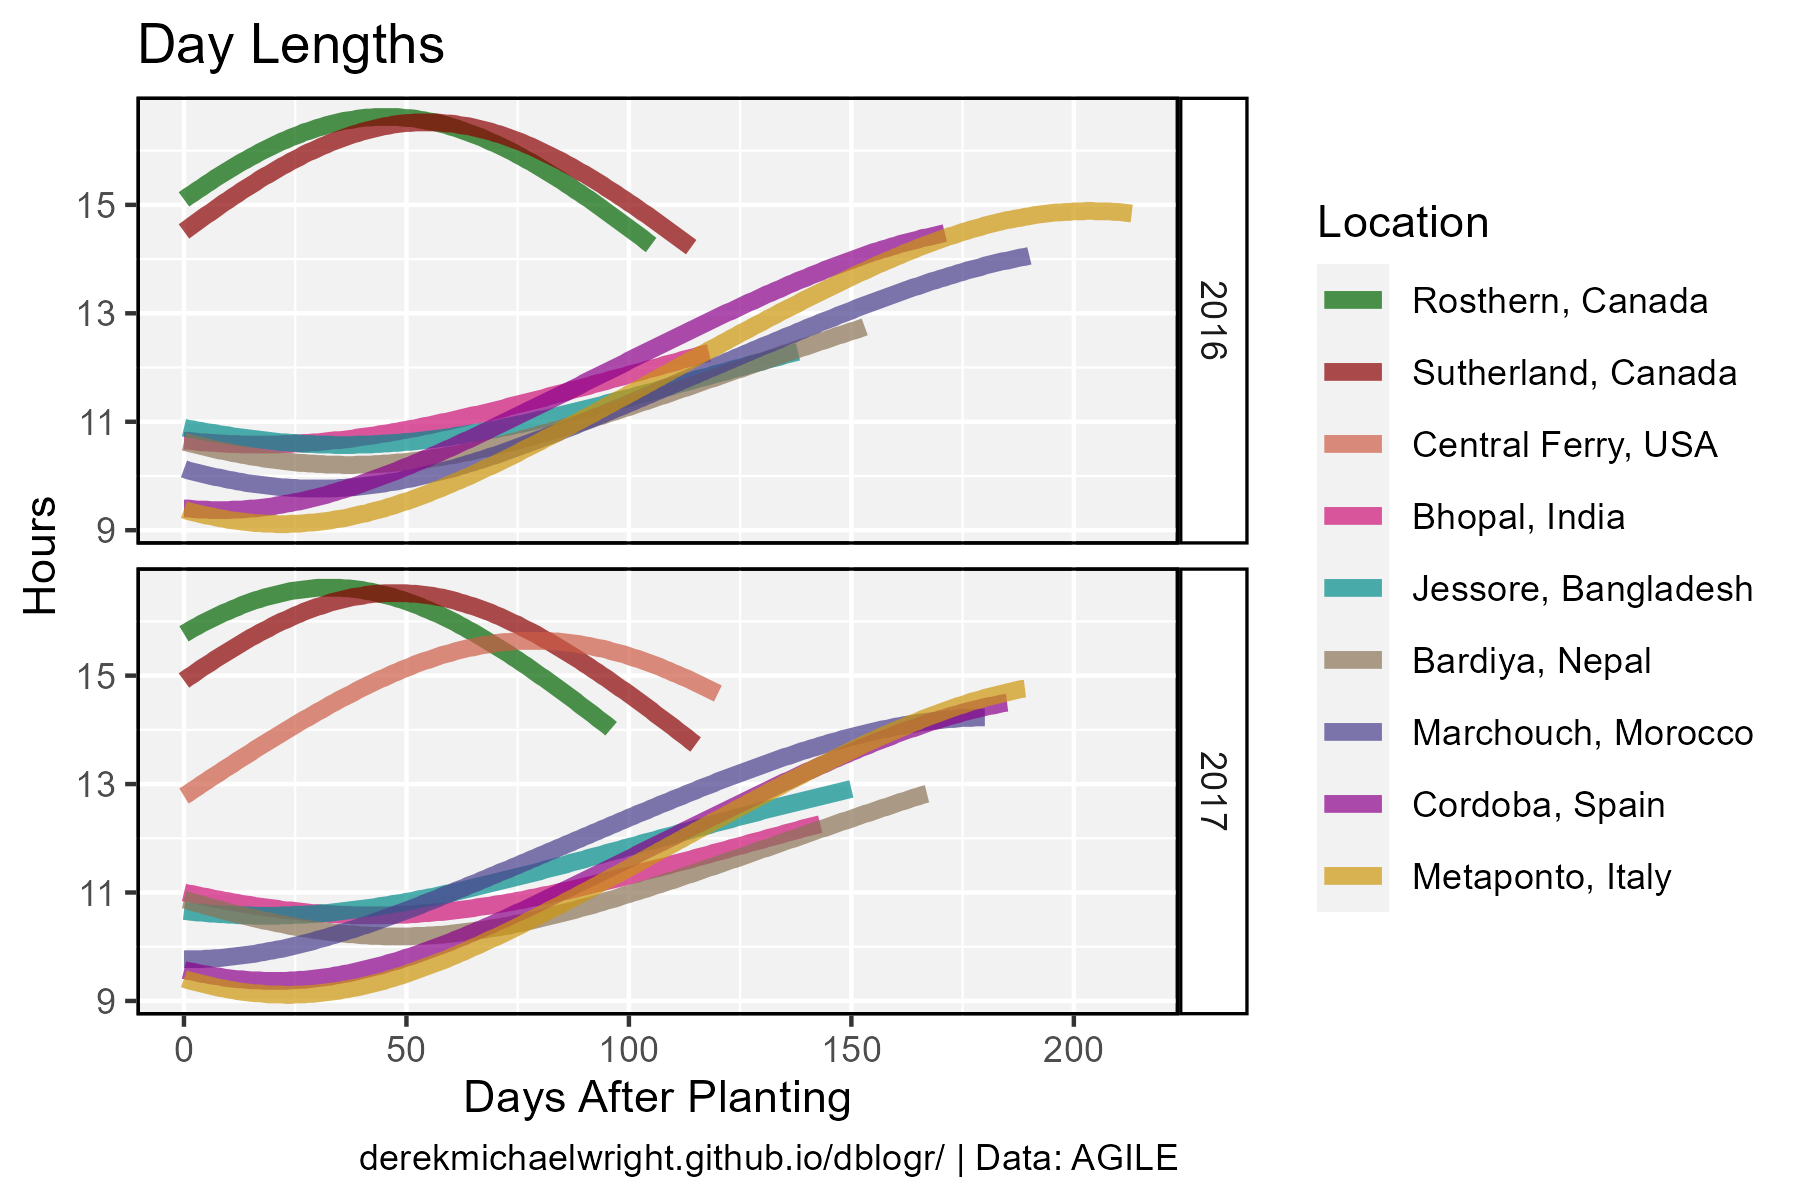 Day Lengths
Hours
15
13
11
9
2016
15
13
11
9
2017
0 50 100 150 200
Days After Planting
derekmichaelwright.github.io/dblogr/ | Data: AGILE
Location
Rosthern, Canada
Sutherland, Canada
Central Ferry, USA
Bhopal, India
Jessore, Bangladesh
Bardiya, Nepal
Marchouch, Morocco
Cordoba, Spain
Metaponto, Italy